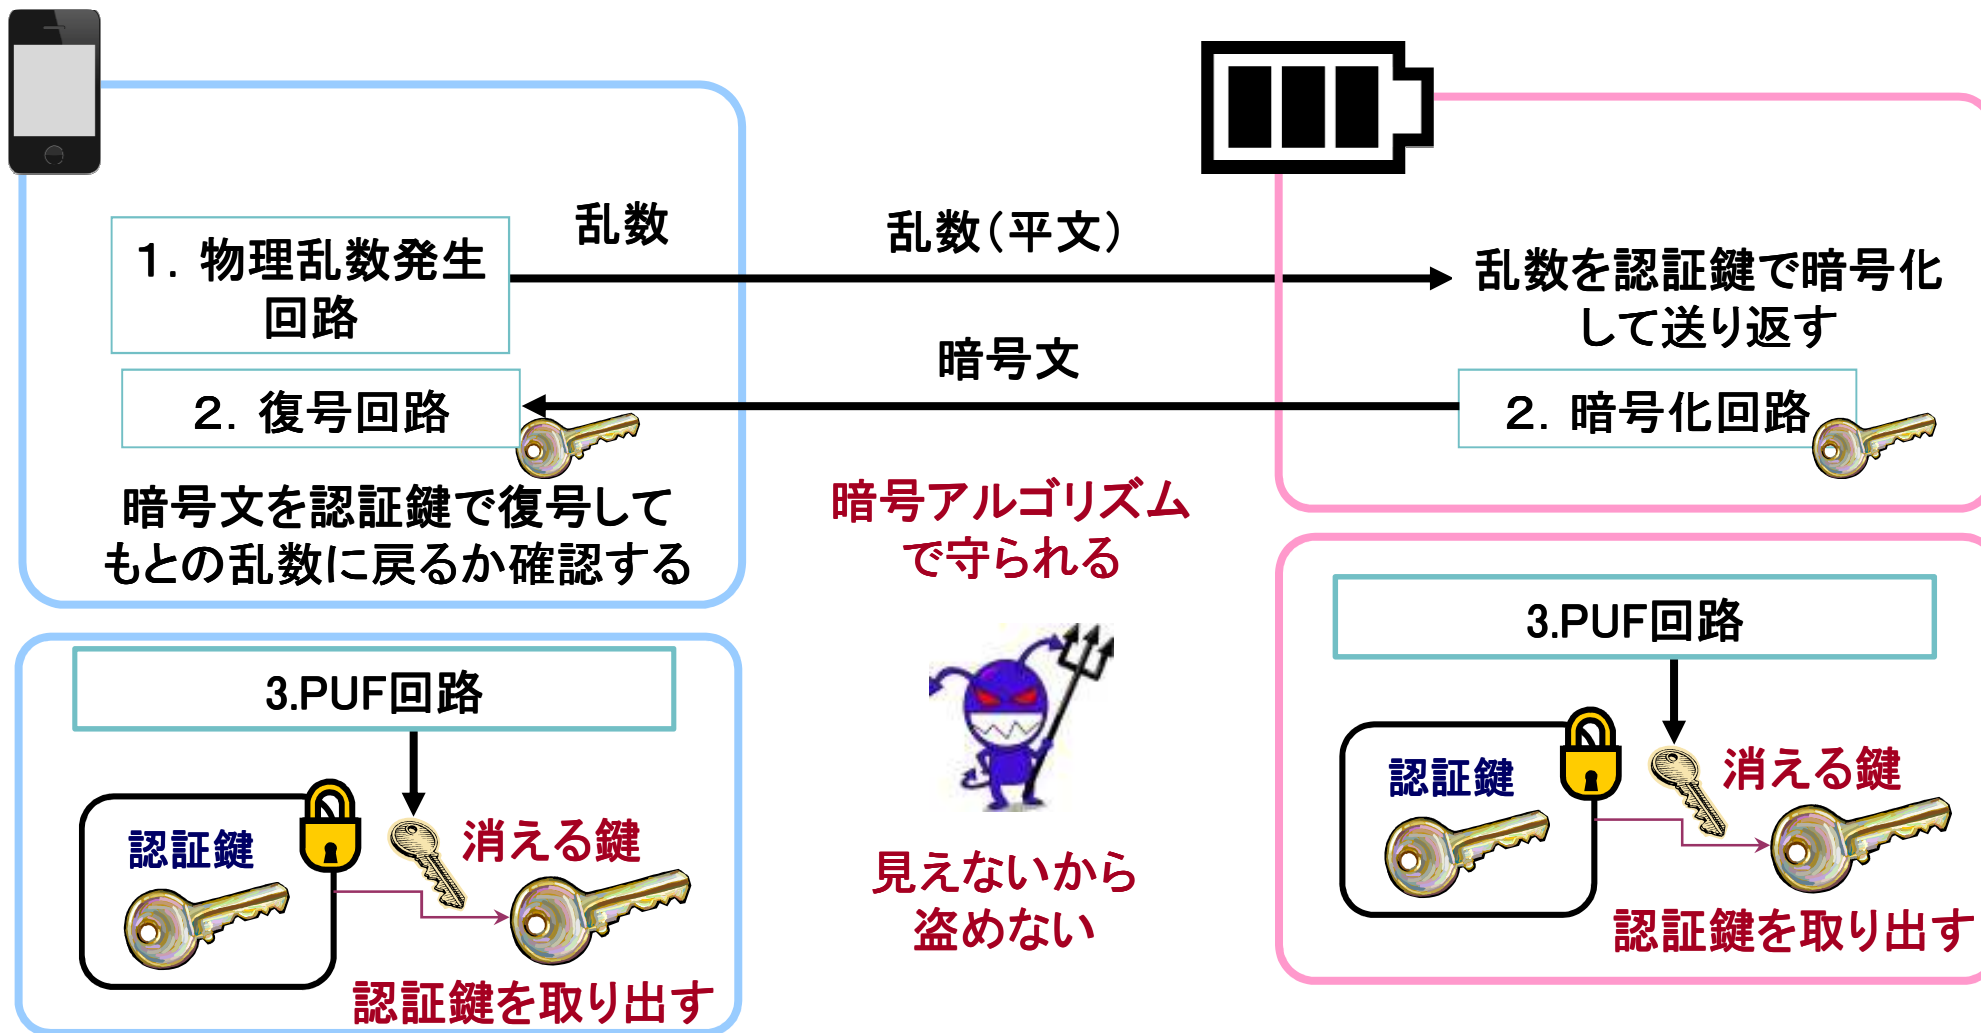 乱数
乱数(平文)
1. 物理乱数発生
回路
乱数を認証鍵で暗号化
して送り返す
暗号文
2. 復号回路
2. 暗号化回路
暗号文を認証鍵で復号して
もとの乱数に戻るか確認する
暗号アルゴリズム
で守られる
3.PUF回路
認証鍵
消える鍵
認証鍵を取り出す
見えないから
盗めない
3.PUF回路
認証鍵
消える鍵
認証鍵を取り出す